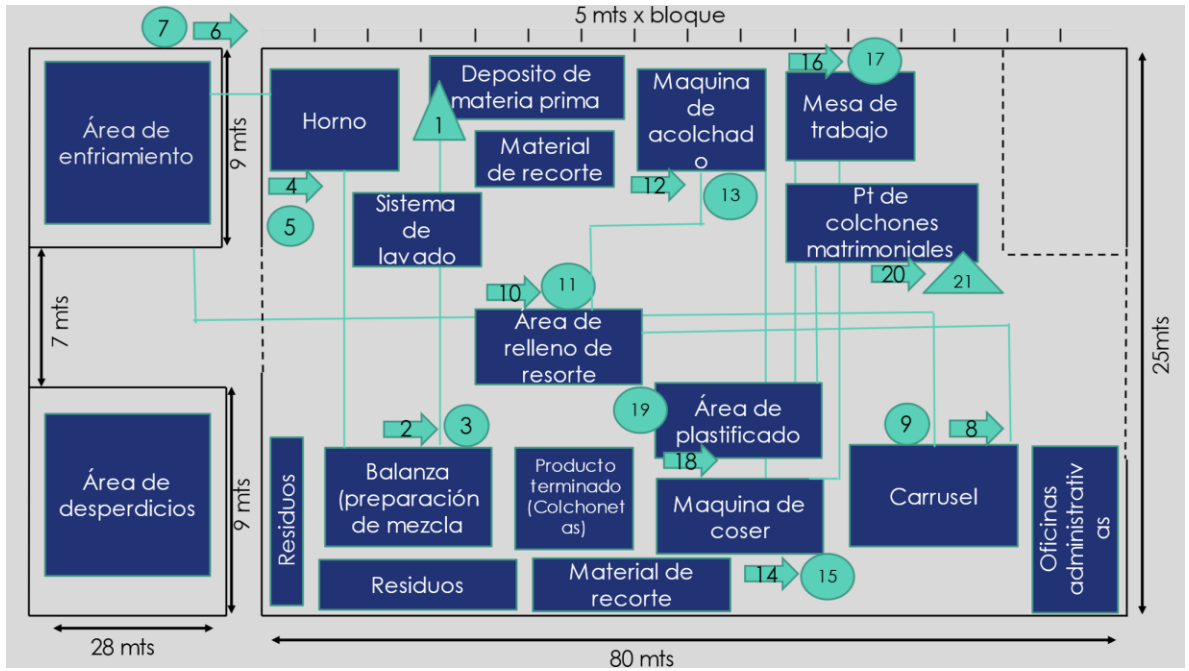 5 mts x bloque
7
6
Área de
enfriamiento
9 mts
Horno
Deposito de
materia prima
1
Material
de recorte
Maquina
de
acolchad
o
16
17
Mesa de
trabajo
4
5
Sistema
de
lavado
12
13
Pt de
colchones
matrimoniales
20
21
10
11
Área de
relleno de
resorte
7 mts
25mts
19
Área de
plastificado
18
2
3
9
8
Área de
desperdicios
9 mts
Residuos
Balanza
(preparación
de mezcla
Producto
terminado
(Colchonet
as)
Maquina de
coser
Carrusel
Oficinas
administrativ
as
Residuos
Material de
recorte
14
15
28 mts
80 mts